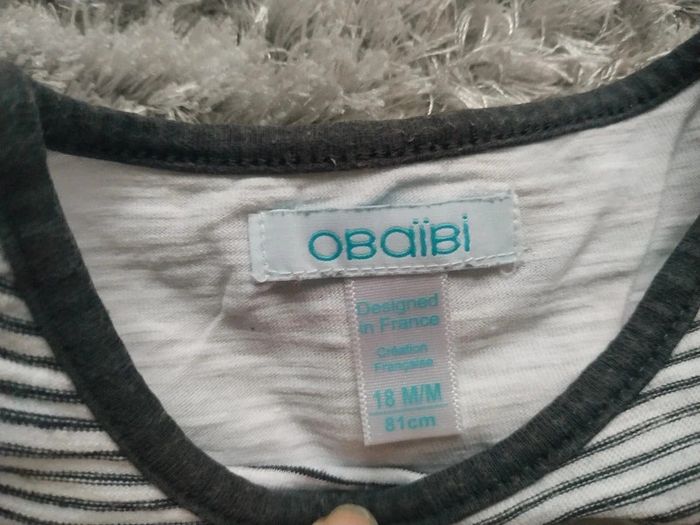 OBaïBi
Designed
in France
Création
Française
18 M/M
81cm